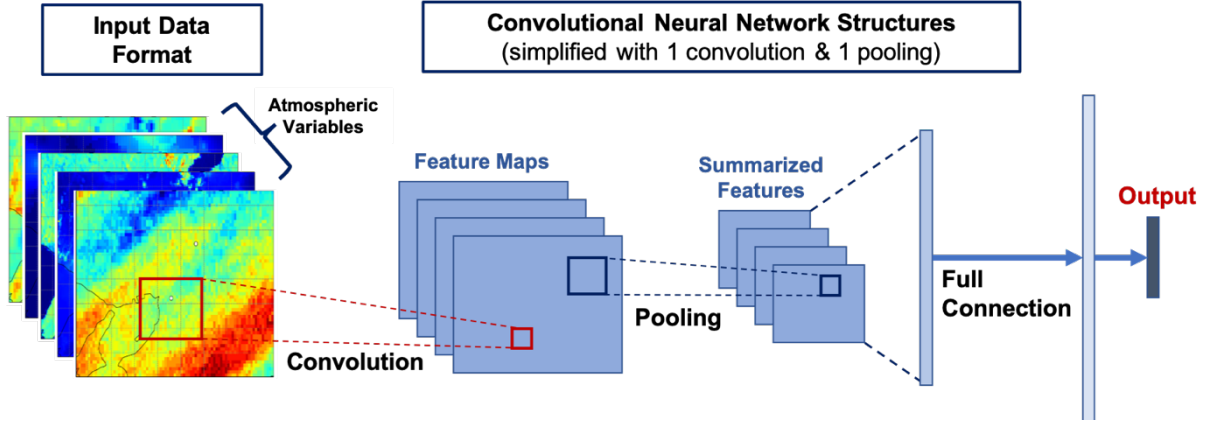 Input Data
Format
Convolutional Neural Network Structures
(simplified with 1 convolution & 1 pooling)
Atmospheric
Variables
Feature Maps
Summarized
Features
Output
Convolution
Pooling
Full
Connection